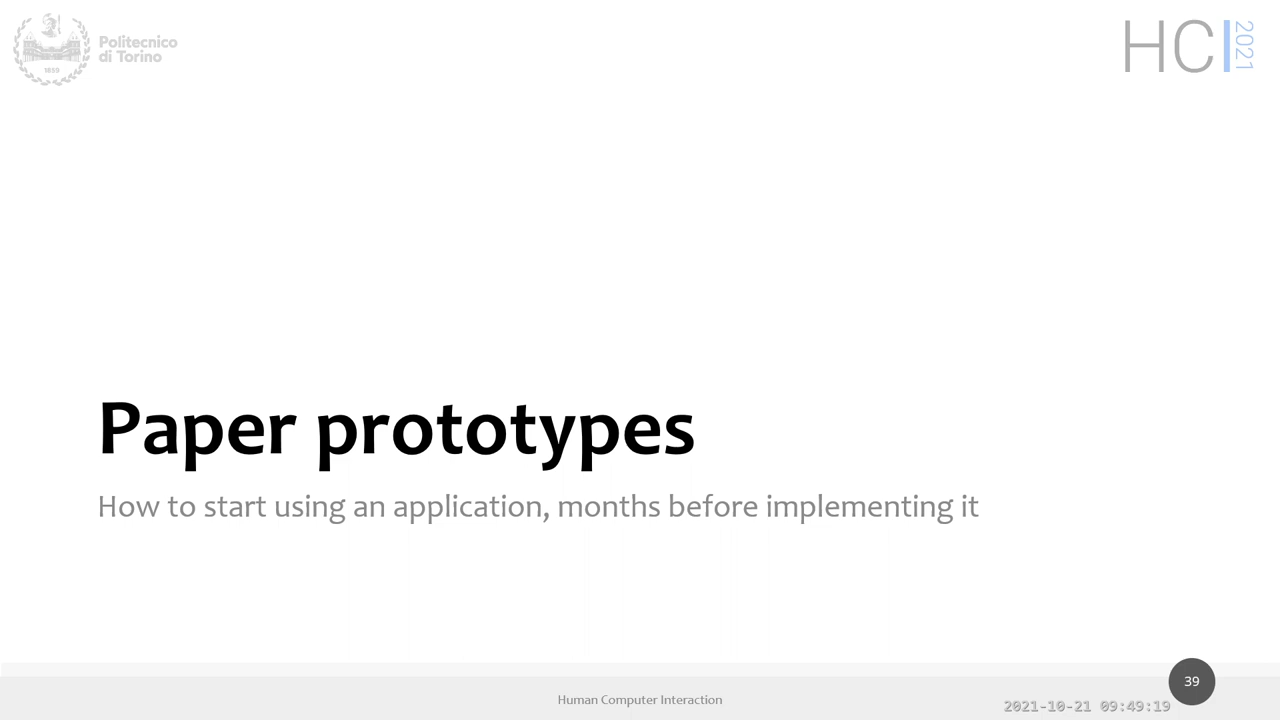 Politecnico
di Torino
1859
HCI 2021
Paper prototypes
How to start using an application, months before implementing it
39
Human Computer Interaction
2021-10-21 09:49:19